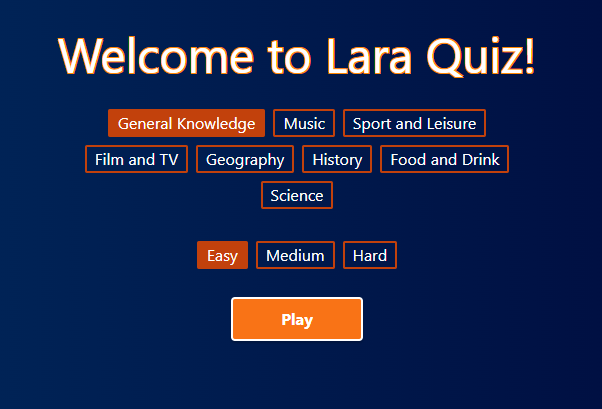 Welcome to Lara Quiz!
General Knowledge Music Sport and Leisure
Film and TV Geography History Food and Drink
Science
Easy Medium Hard
Play